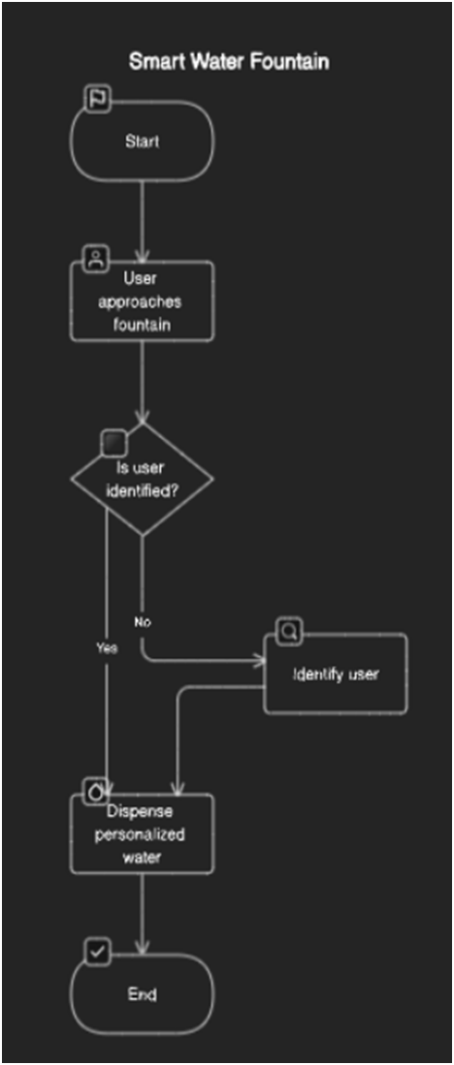 Smart Water Fountain
Start
User
approaches
fountain
Is user
identified?
No
Yes
Identify user
Dispense
personalized
water
End